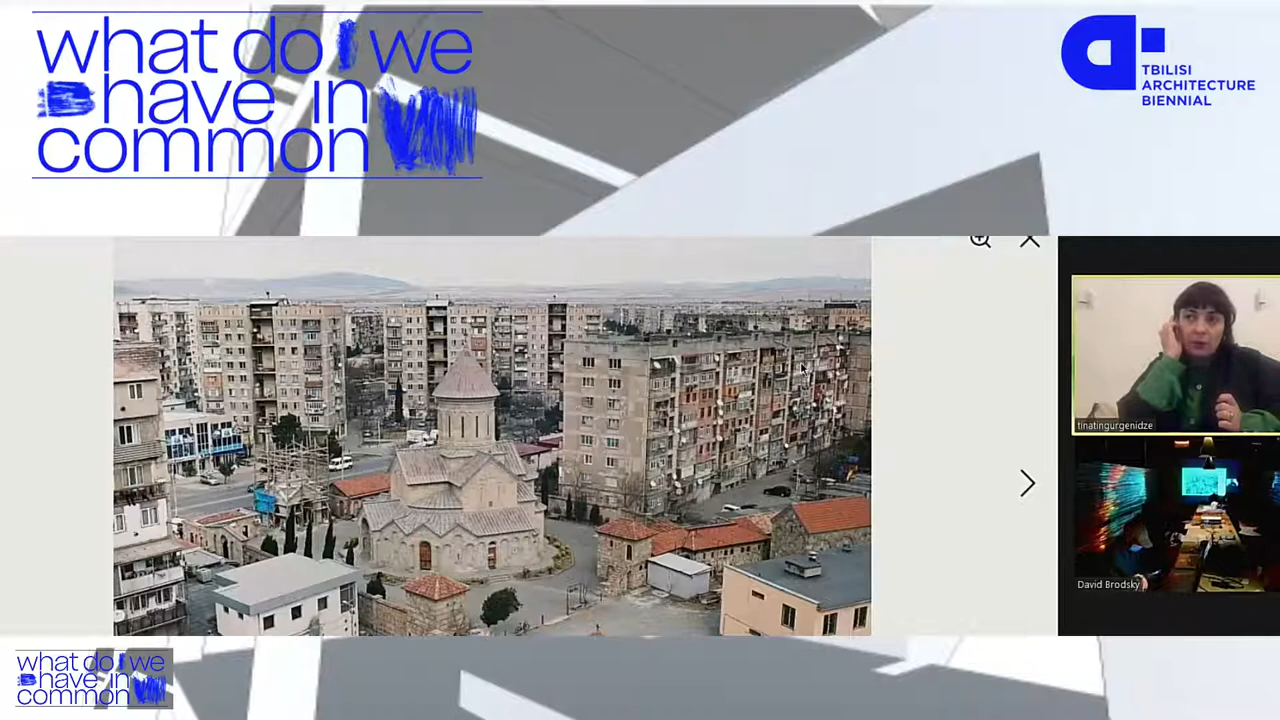 what do we
have in
common
TBILISI
ARCHITECTURE
BIENNIAL
tinatingurgenidze
David Brodsky
what do we
have in
common